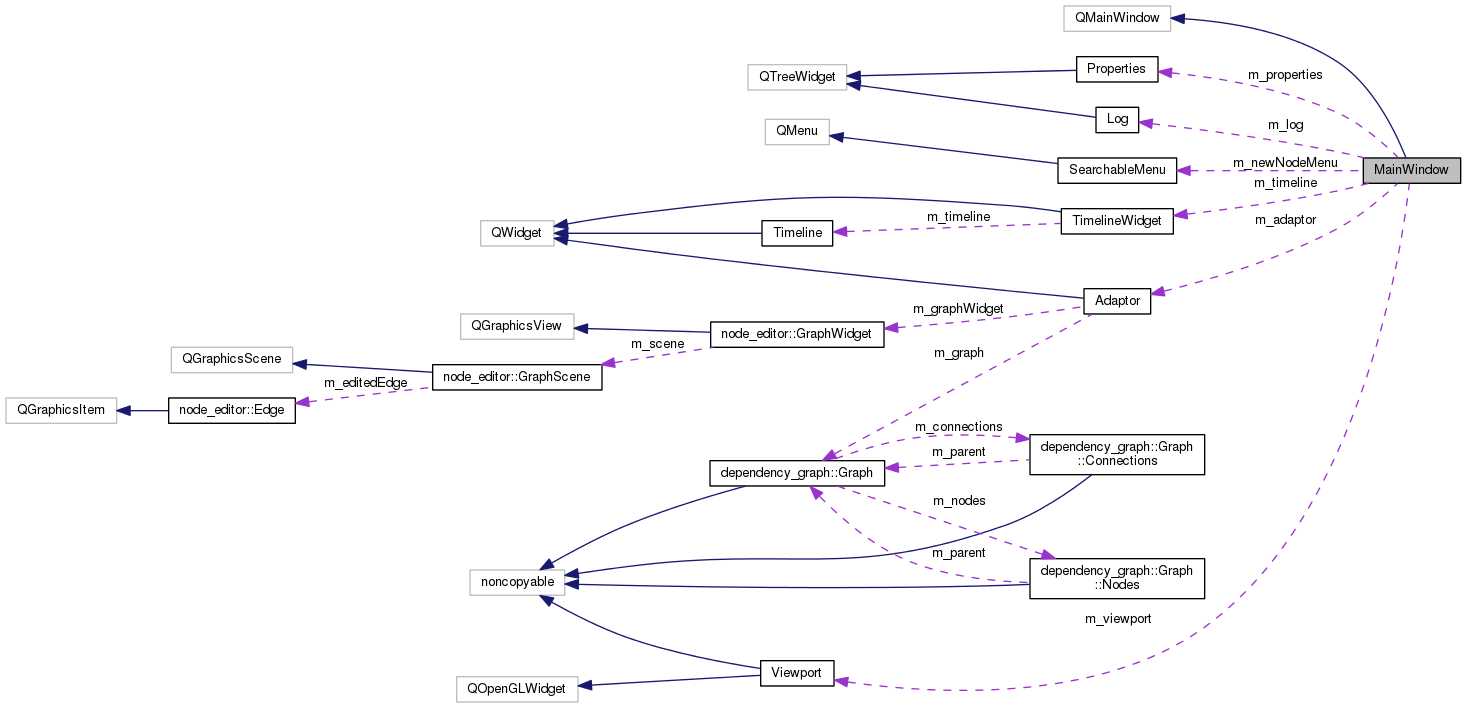 QMainWindow
Properties
m_properties
QTreeWidget
Log
m_log
QMenu
SearchableMenu
m_newNodeMenu
MainWindow
m_timeline
TimelineWidget
m_timeline
m_adaptor
QWidget
Timeline
Adaptor
m_graphWidget
QGraphicsView
node_editor::GraphWidget
m_scene
m_graph
QGraphicsScene
node_editor::GraphScene
m_editedEdge
QGraphicsItem
node_editor::Edge
m_connections
dependency_graph::Graph
::Connections
m_parent
dependency_graph::Graph
m_nodes
m_parent
dependency_graph::Graph
::Nodes
noncopyable
m_viewport
Viewport
QOpenGLWidget